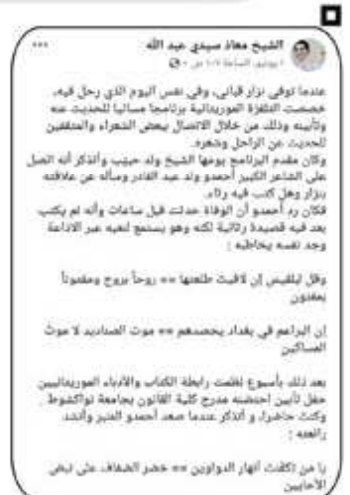 الشيخ معاذ سيدي عبد الله
عندما توفي نزار قباني، وفي نفس اليوم الذي رحل فيه،
خصصت التلفزة الموريتانية برنامجا مسائيا للحديث عنه
وتأبينه وذلك من خلال الاتصال ببعض الشعراء والمثقفين
للحديث عن الراحل وشعره.
وكان مقدم البرنامج يومها الشيخ ولد حبيب وأتذكر أنه اتصل
على الشاعر الكبير أحمدو ولد عبد القادر وسأله عن علاقته
بنزار وهل كتب فيه رثاء.
فكان رد أحمدو أن الوفاة حدثت قبل ساعات وأنه لم يكتب
بعد فيه قصيدة رثائية لكنه وهو يستمع لنعيه عبر الاذاعة
وجد نفسه يخاطبه :
وقل لبلقيس إن لاقيت طلعتها == روحاً بروح ومفتوناً
بمفتون
إن البراعم في بغداد يحصدهم == موت الصناديد لا موت
المساكين
بعد ذلك بأسبوع نظمت رابطة الكتاب والأدباء الموريتانيين
حفل تأبين احتضنه مدرج كلية القانون بجامعة نواكشوط
وكنت حاضرا، و أتذكر عندما صعد أحمدو المنبر وأنشد
رائعته :
يا من تكفنت أنهار الدواوين == خضر الضفاف على نبض
الأحايين